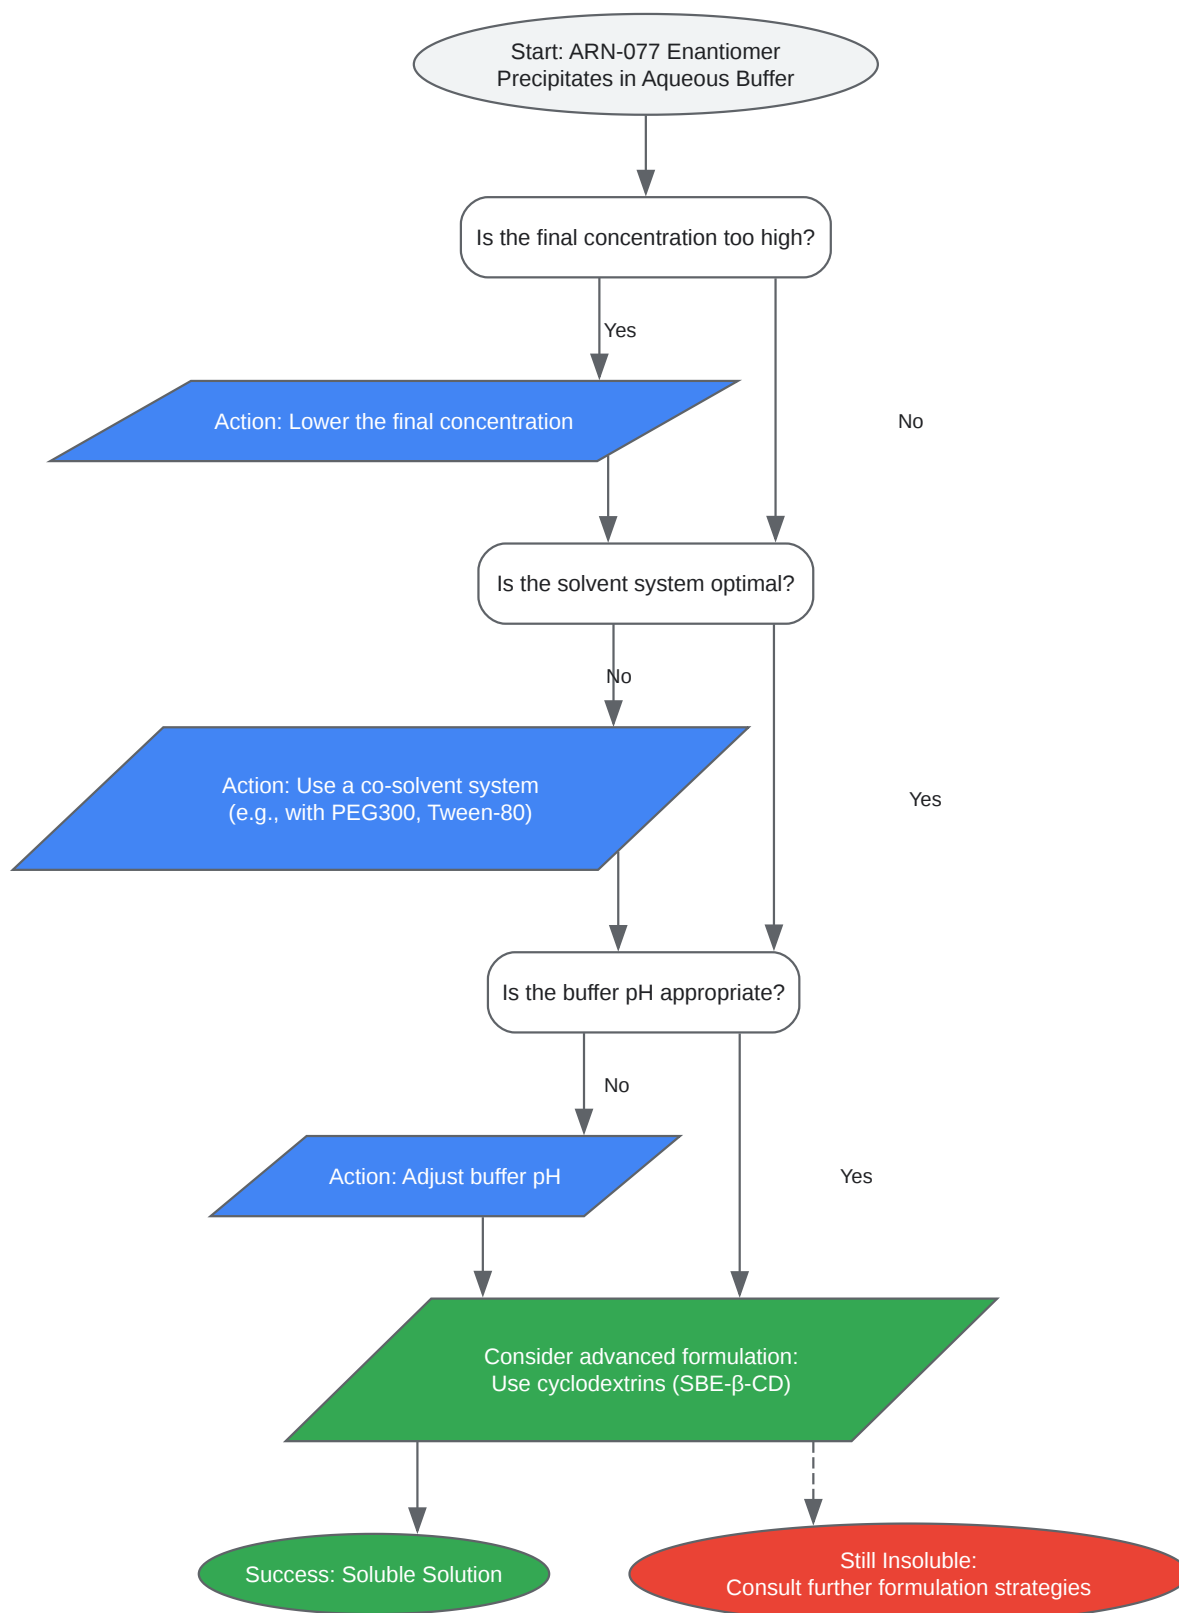 Start: ARN-077 Enantiomer
Precipitates in Aqueous Buffer
Is the final concentration too high?
Yes
Action: Lower the final concentration
No
Is the solvent system optimal?
No
Action: Use a co-solvent system
(e.g., with PEG300, Tween-80)
Yes
Is the buffer pH appropriate?
No
Action: Adjust buffer pH
Yes
Consider advanced formulation:
Use cyclodextrins (SBE-β-CD)
Success: Soluble Solution
Still Insoluble:
Consult further formulation strategies